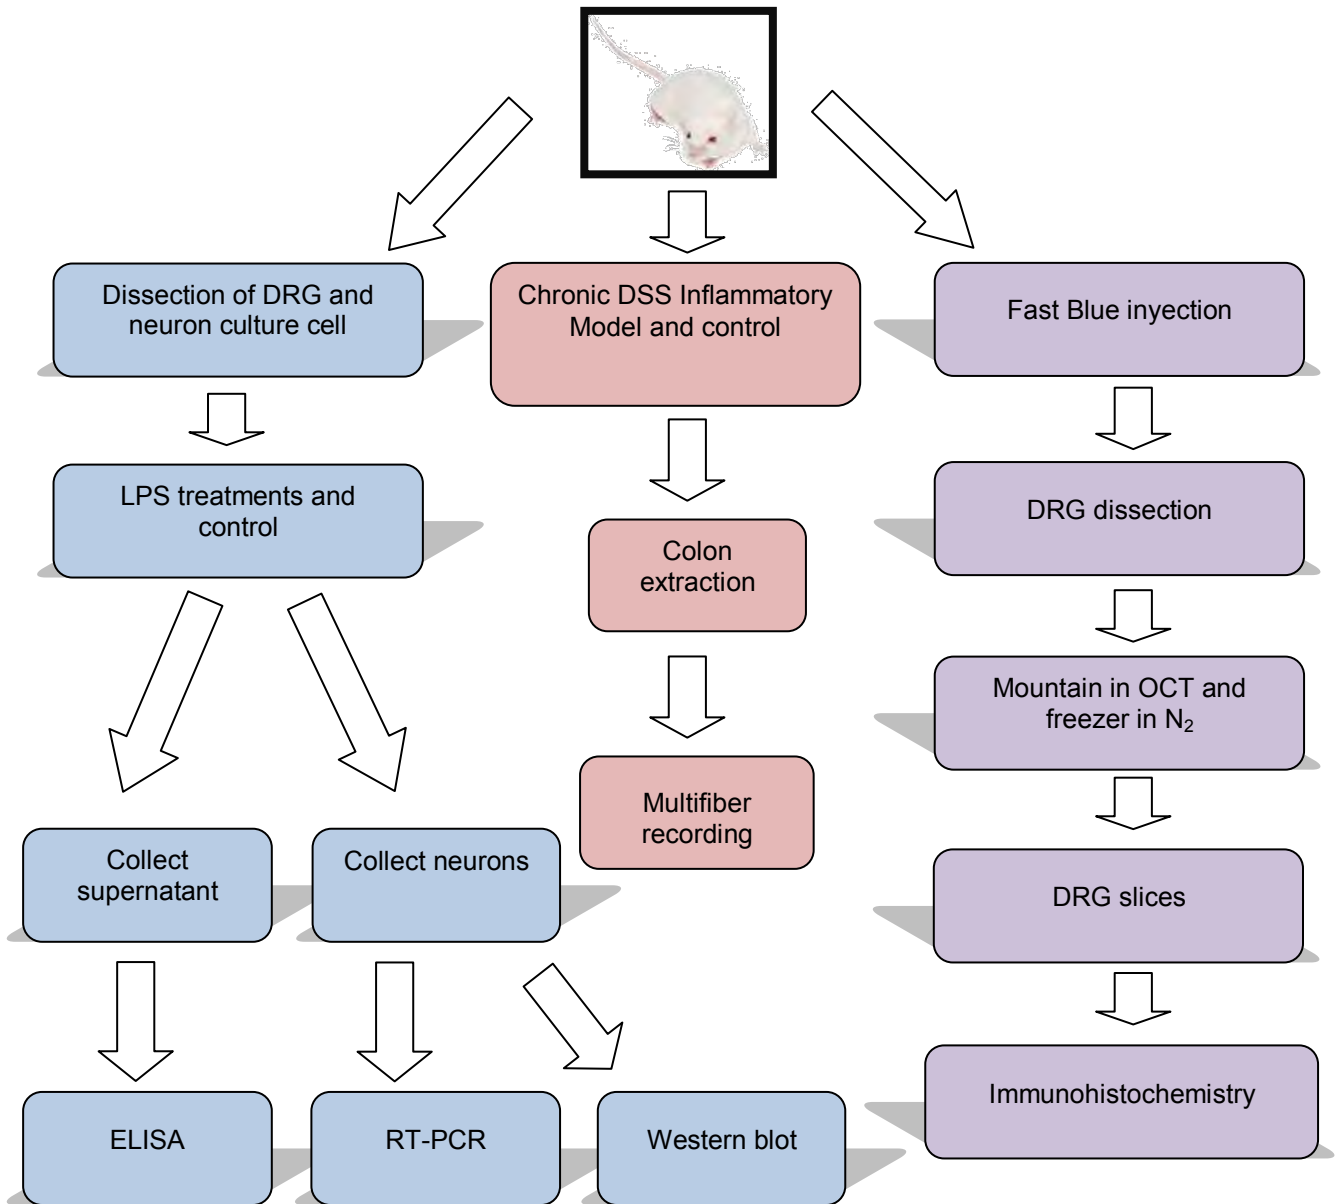 Dissection of DRG and
neuron culture cell
Chronic DSS Inflammatory
Model and control
Fast Blue inyection
LPS treatments and
control
Colon
extraction
DRG dissection
Mountain in OCT and
freezer in N₂
Multifiber
recording
Collect
supernatant
Collect neurons
DRG slices
ELISA
RT-PCR
Western blot
Immunohistochemistry